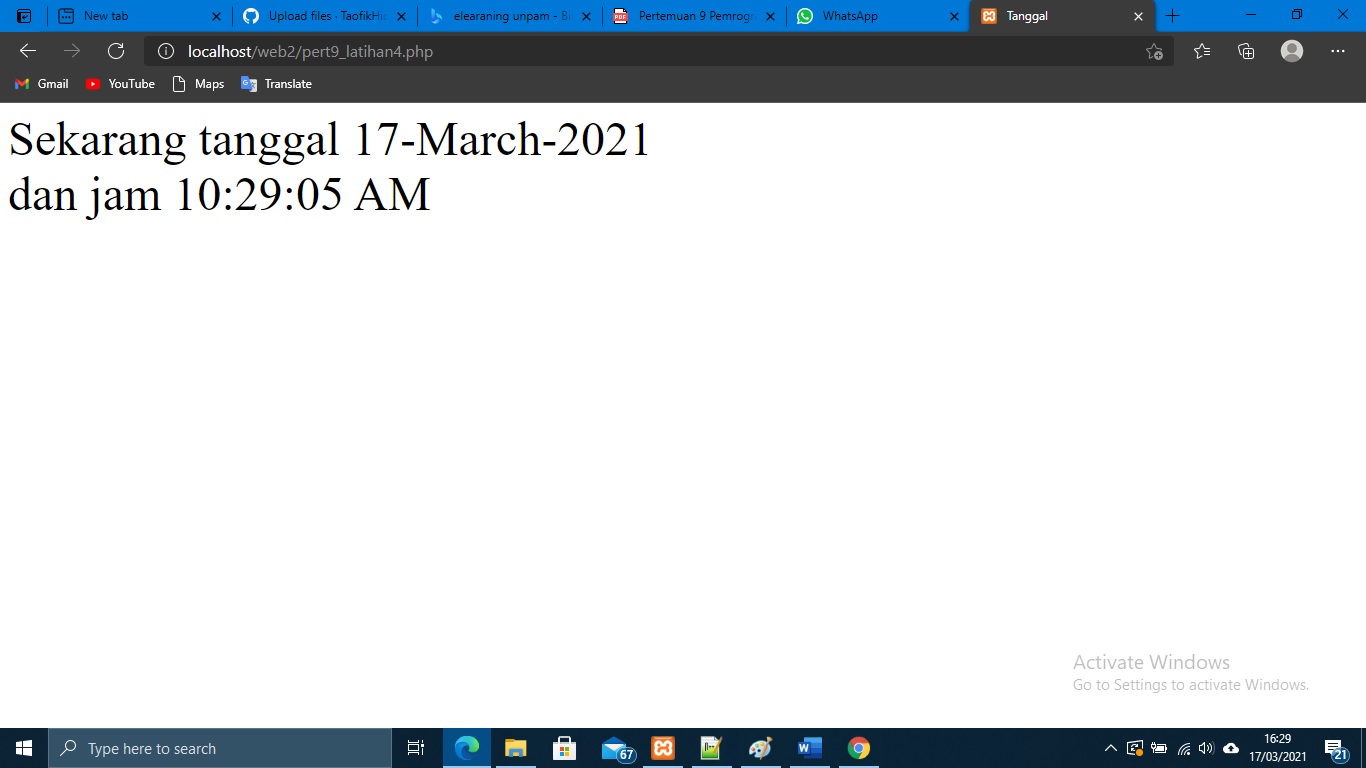 New tab
Upload files · TaofikHi
elearaning unpam - Bi
Pertemuan 9 Pemrogr
WhatsApp
Tanggal
localhost/web2/pert9_latihan4.php
Gmail
YouTube
Maps
Translate
Sekarang tanggal 17-March-2021
dan jam 10:29:05 AM
Activate Windows
Go to Settings to activate Windows.
Type here to search
67
16:29
17/03/2021
21